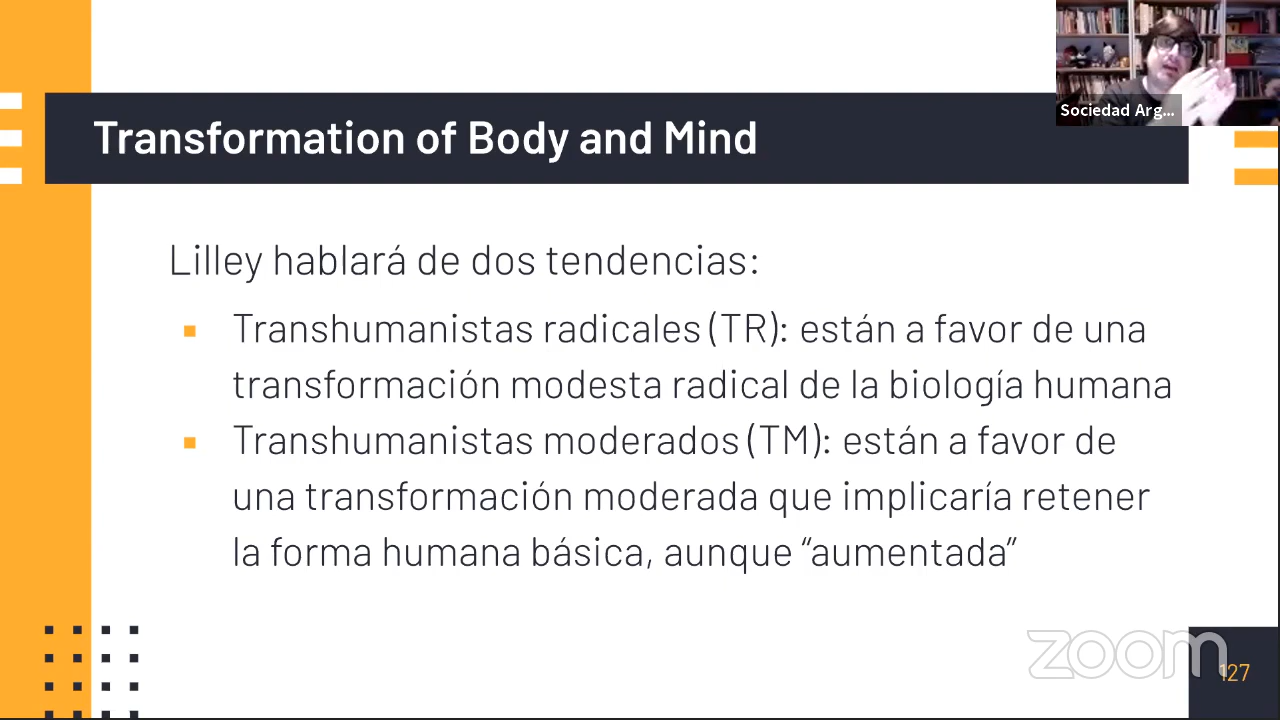 Sociedad Arg...
Transformation of Body and Mind
Lilley hablará de dos tendencias:
Transhumanistas radicales (TR): están a favor de una
transformación modesta radical de la biología humana
Transhumanistas moderados (TM): están a favor de
una transformación moderada que implicaría retener
la forma humana básica, aunque “aumentada”
zoom
127